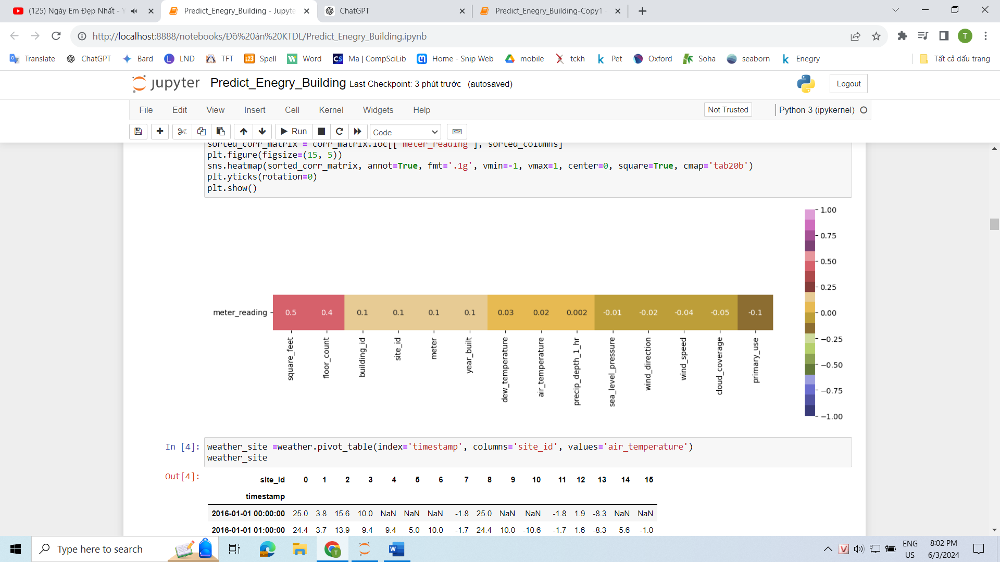 (125) Ngày Em Đẹp Nhất - Y
Predict_Enegry_Building - Jupyte
ChatGPT
Predict_Enegry_Building-Copy1 -
http://localhost:8888/notebooks/Đồ%20án%20KTDL/Predict_Enegry_Building.ipynb
T
Translate ChatGPT Bard LND TFT Spell Word Ma | CompSciLib Home - Snip Web mobile tckh Pet Oxford Soha seaborn Enegry Tất cả dấu trang
jupyter Predict_Enegry_Building Last Checkpoint: 3 phút trước (autosaved)
Logout
File Edit View Insert Cell Kernel Widgets Help
Not Trusted
Python 3 (ipykernel)
Run
Code
sorted_corr_matrix = corr_matrix.loc[['meter_reading'], sorted_columns]
plt.figure(figsize=(15, 5))
sns.heatmap(sorted_corr_matrix, annot=True, fmt='.1g', vmin=-1, vmax=1, center=0, square=True, cmap='tab20b')
plt.yticks(rotation=0)
plt.show()
meter_reading
0.5 0.4 0.1 0.1 0.1 0.1 0.03 0.02 0.002 -0.01 -0.02 -0.04 -0.05 -0.1
square_feet
floor_count
building_id
site_id
meter
year_built
dew_temperature
air_temperature
precip_depth_1_hr
sea_level_pressure
wind_direction
wind_speed
cloud_coverage
primary_use
1.00
0.75
0.50
0.25
0.00
−0.25
−0.50
−0.75
−1.00
In [4]:
weather_site =weather.pivot_table(index='timestamp', columns='site_id', values='air_temperature')
weather_site
Out[4]:
site_id 0 1 2 3 4 5 6 7 8 9 10 11 12 13 14 15
timestamp
2016-01-01 00:00:00 25.0 3.8 15.6 10.0 NaN NaN NaN -1.8 25.0 NaN NaN -1.8 1.9 -8.3 NaN NaN
2016-01-01 01:00:00 24.4 3.7 13.9 9.4 9.4 5.0 10.0 -1.7 24.4 10.0 -10.6 -1.7 1.6 -8.3 5.6 -1.0
Type here to search
ENG
US
8:02 PM
6/3/2024